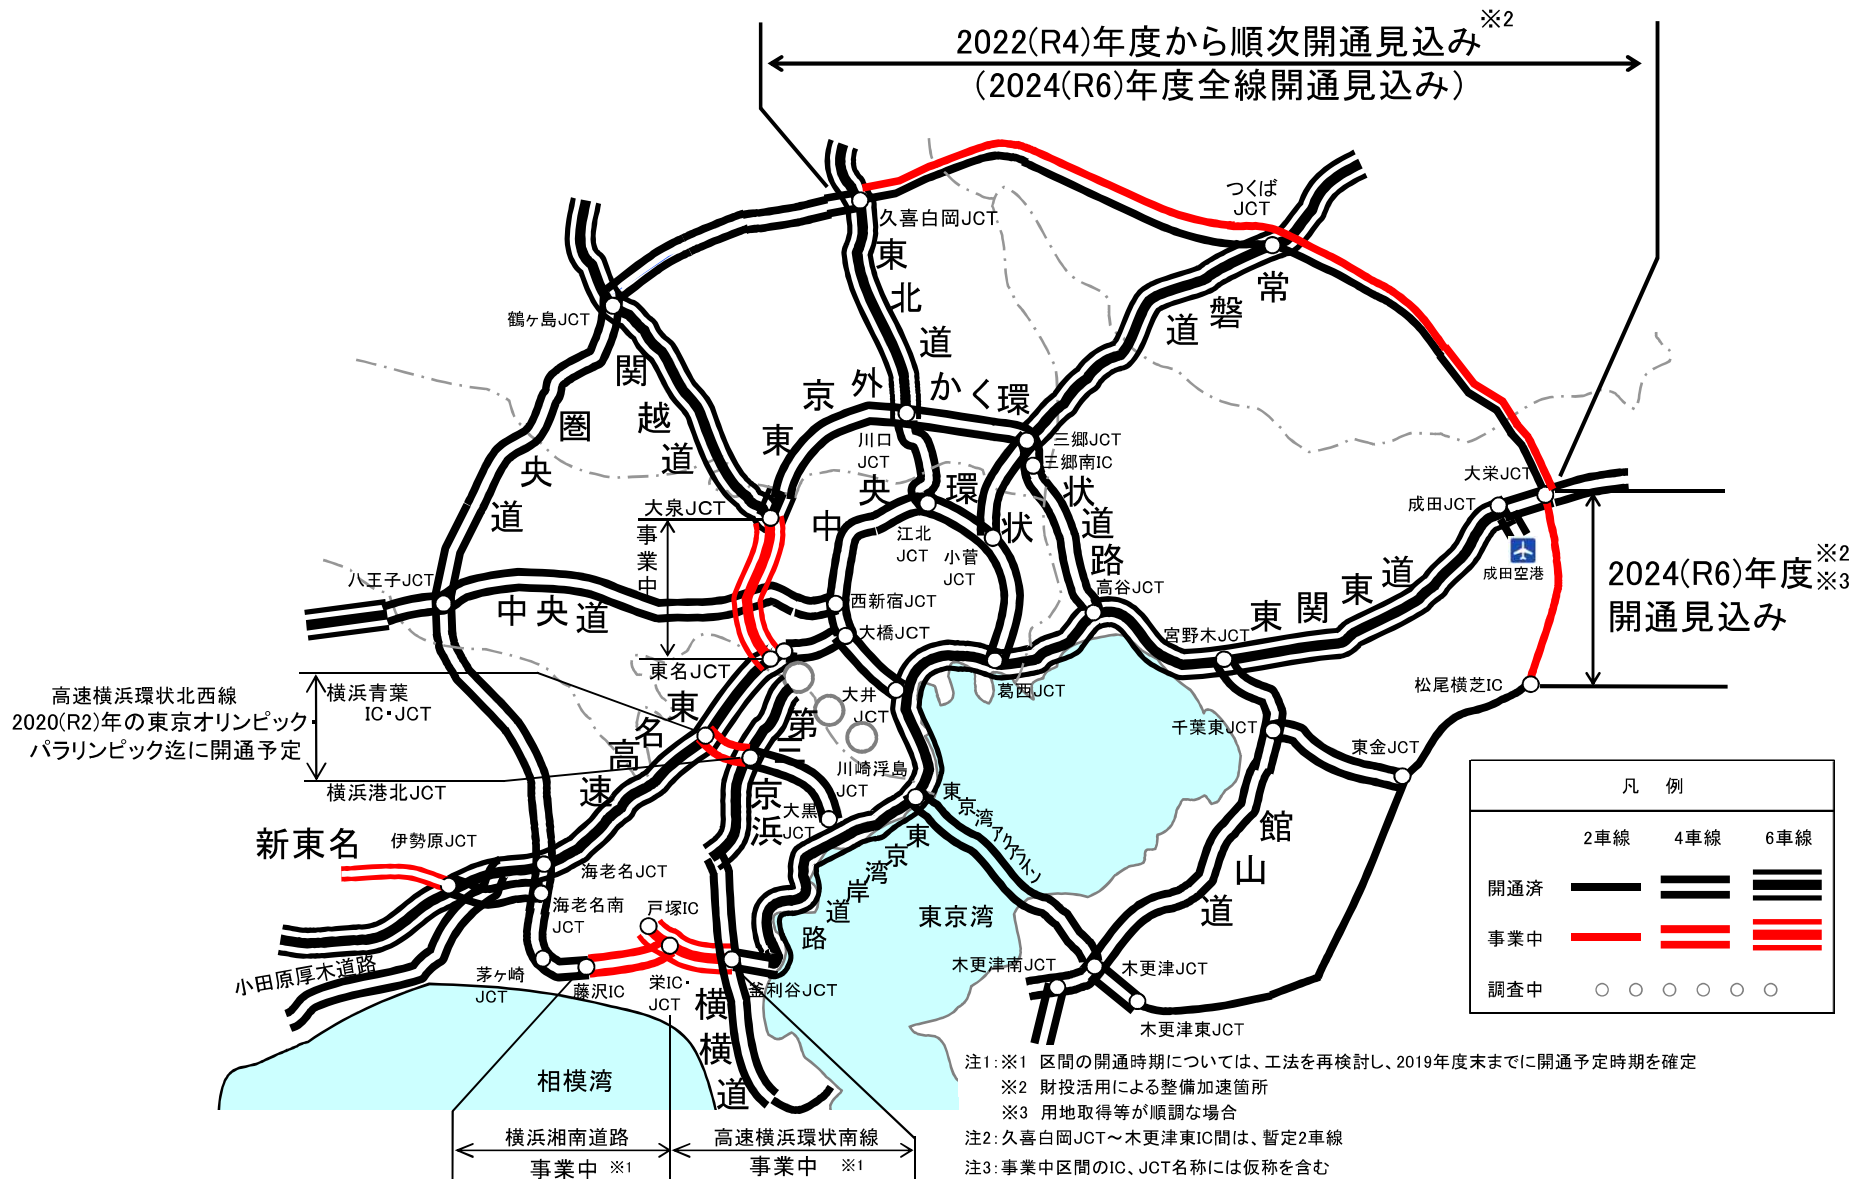 2022(R4)年度から順次開通見込み※2
（2024(R6)年度全線開通見込み）
つくば
JCT
久喜白岡JCT
東北道
常磐道
鶴ヶ島JCT
関越道
圏央道
東京外かく環状道路
川口
JCT
三郷JCT
三郷南IC
大泉JCT
事業中
中央環状
江北
JCT
小菅
JCT
大栄JCT
成田JCT
成田空港
2024(R6)年度※2
※3
開通見込み
八王子JCT
中央道
西新宿JCT
大橋JCT
高谷JCT
宮野木JCT
東関東道
東名JCT
大井
JCT
葛西JCT
松尾横芝IC
高速横浜環状北西線
2020(R2)年の東京オリンピック・
パラリンピック迄に開通予定
横浜青葉
IC・JCT
横浜港北JCT
東名高速
第三京浜
川崎浮島
JCT
大黒
JCT
千葉東JCT
東金JCT
新東名
伊勢原JCT
海老名JCT
海老名南
JCT
戸塚IC
東京湾アクアライン
東京湾岸道路
東京湾
館山道
小田原厚木道路
茅ヶ崎
JCT
藤沢IC
栄IC・
JCT
釜利谷JCT
横横道
木更津南JCT
木更津JCT
木更津東JCT
相模湾
横浜湘南道路
事業中 ※1
高速横浜環状南線
事業中 ※1
凡 例
2車線 4車線 6車線
開通済
事業中
調査中
注1：※1 区間の開通時期については、工法を再検討し、2019年度末までに開通予定時期を確定
※2 財投活用による整備加速箇所
※3 用地取得等が順調な場合
注2：久喜白岡JCT～木更津東IC間は、暫定2車線
注3：事業中区間のIC、JCT名称には仮称を含む